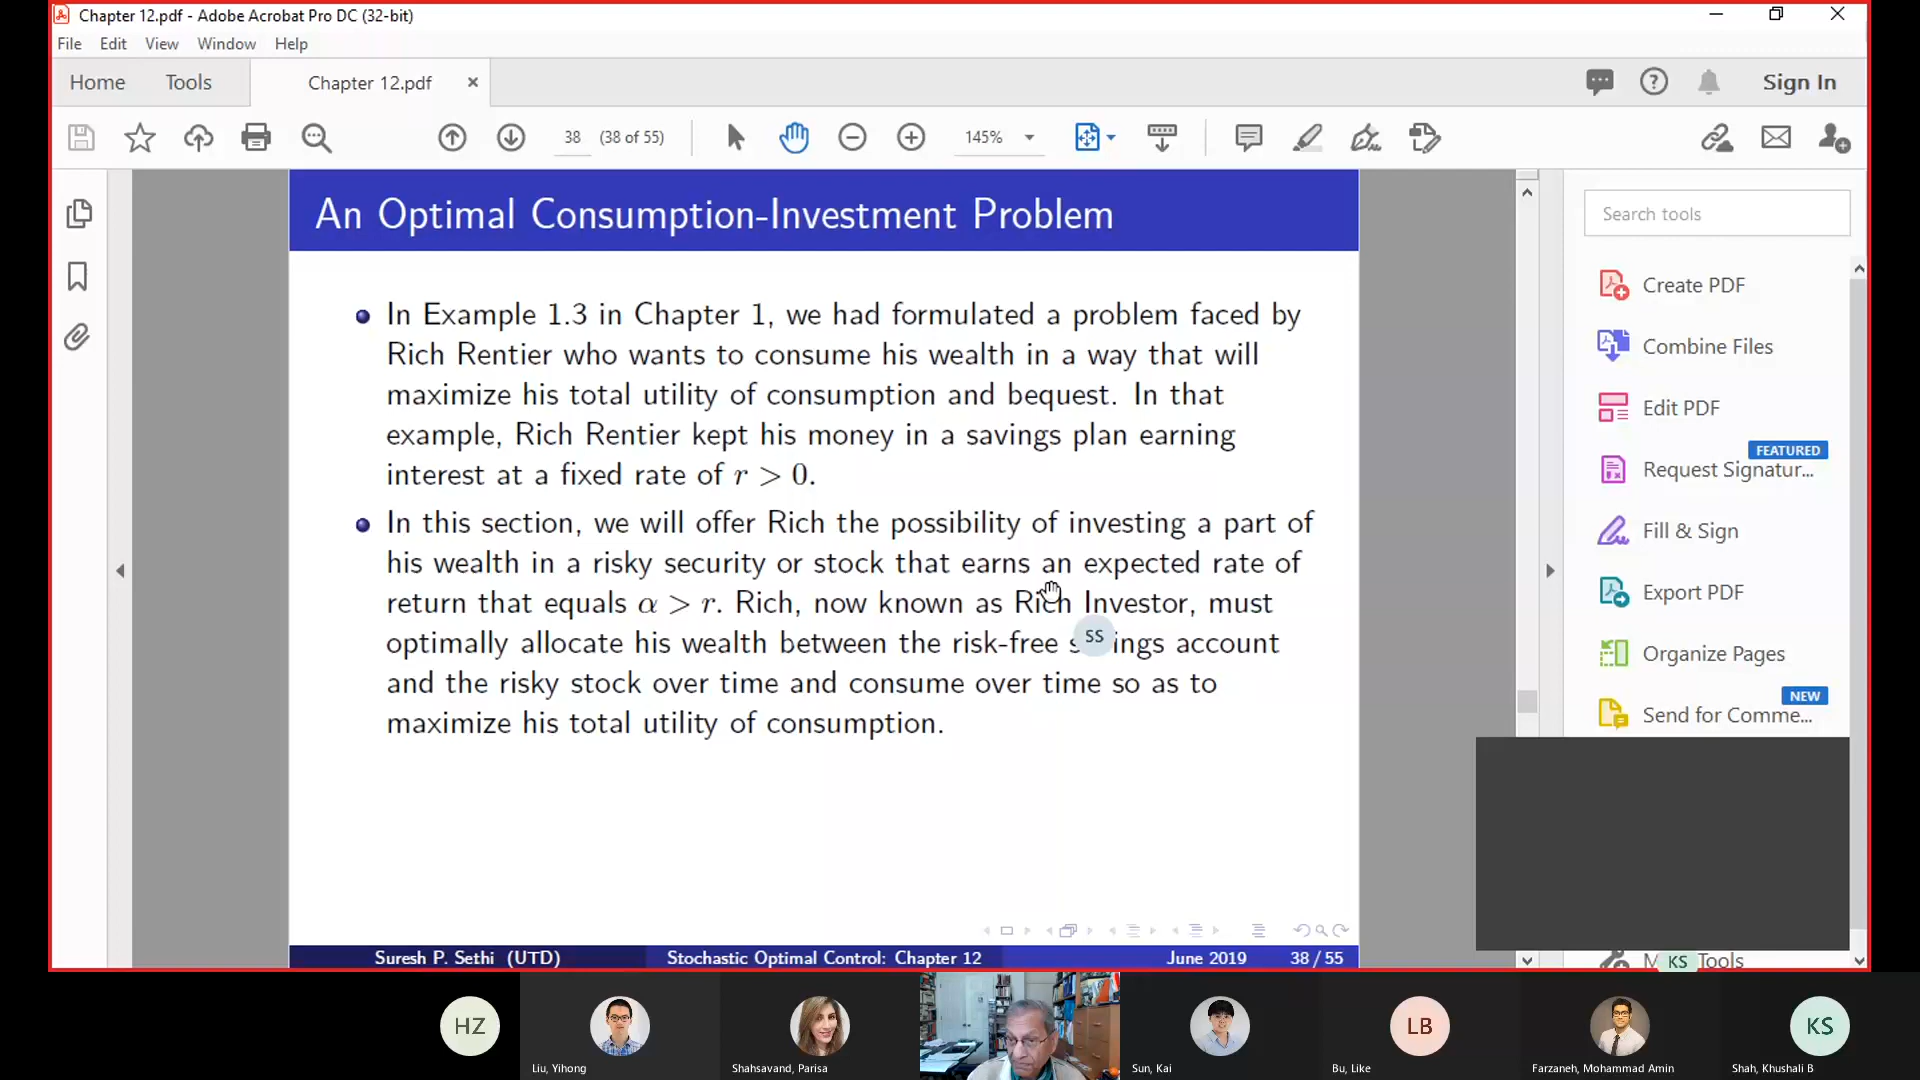 Chapter 12.pdf - Adobe Acrobat Pro DC (32-bit)
File Edit View Window Help
Home Tools Chapter 12.pdf × Sign In
38 (38 of 55) 145%
Search tools
An Optimal Consumption-Investment Problem
In Example 1.3 in Chapter 1, we had formulated a problem faced by
Rich Rentier who wants to consume his wealth in a way that will
maximize his total utility of consumption and bequest. In that
example, Rich Rentier kept his money in a savings plan earning
interest at a fixed rate of r > 0.
In this section, we will offer Rich the possibility of investing a part of
his wealth in a risky security or stock that earns an expected rate of
return that equals α > r. Rich, now known as Rich Investor, must
optimally allocate his wealth between the risk-free s ings account
SS
and the risky stock over time and consume over time so as to
maximize his total utility of consumption.
Suresh P. Sethi (UTD) Stochastic Optimal Control: Chapter 12 June 2019 38 / 55
Create PDF
Combine Files
Edit PDF
FEATURED
Request Signatur...
Fill & Sign
Export PDF
Organize Pages
NEW
Send for Comme...
KS Tools
HZ LB KS
Liu, Yihong Shahsavand, Parisa Sun, Kai Bu, Like Farzaneh, Mohammad Amin Shah, Khushali B